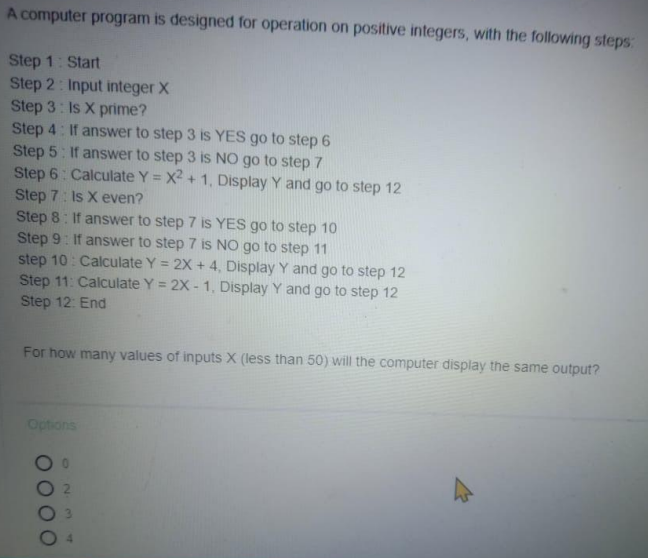 A computer program is designed for operation on positive integers, with the following steps:
Step 1 : Start
Step 2 : Input integer X
Step 3 : Is X prime?
Step 4 : If answer to step 3 is YES go to step 6
Step 5 : If answer to step 3 is NO go to step 7
Step 6 : Calculate Y = X² + 1, Display Y and go to step 12
Step 7 : Is X even?
Step 8 : If answer to step 7 is YES go to step 10
Step 9 : If answer to step 7 is NO go to step 11
step 10 : Calculate Y = 2X + 4, Display Y and go to step 12
Step 11: Calculate Y = 2X - 1, Display Y and go to step 12
Step 12: End
For how many values of inputs X (less than 50) will the computer display the same output?
Options
0
2
3
4